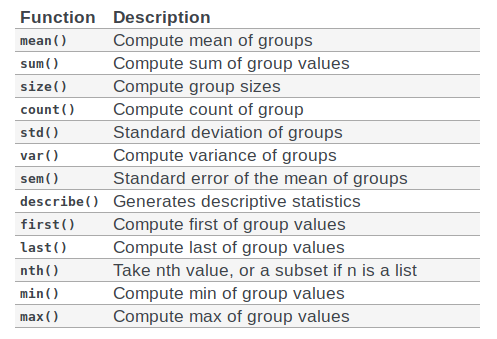 Function Description
mean() Compute mean of groups
sum() Compute sum of group values
size() Compute group sizes
count() Compute count of group
std() Standard deviation of groups
var() Compute variance of groups
sem() Standard error of the mean of groups
describe() Generates descriptive statistics
first() Compute first of group values
last() Compute last of group values
nth() Take nth value, or a subset if n is a list
min() Compute min of group values
max() Compute max of group values